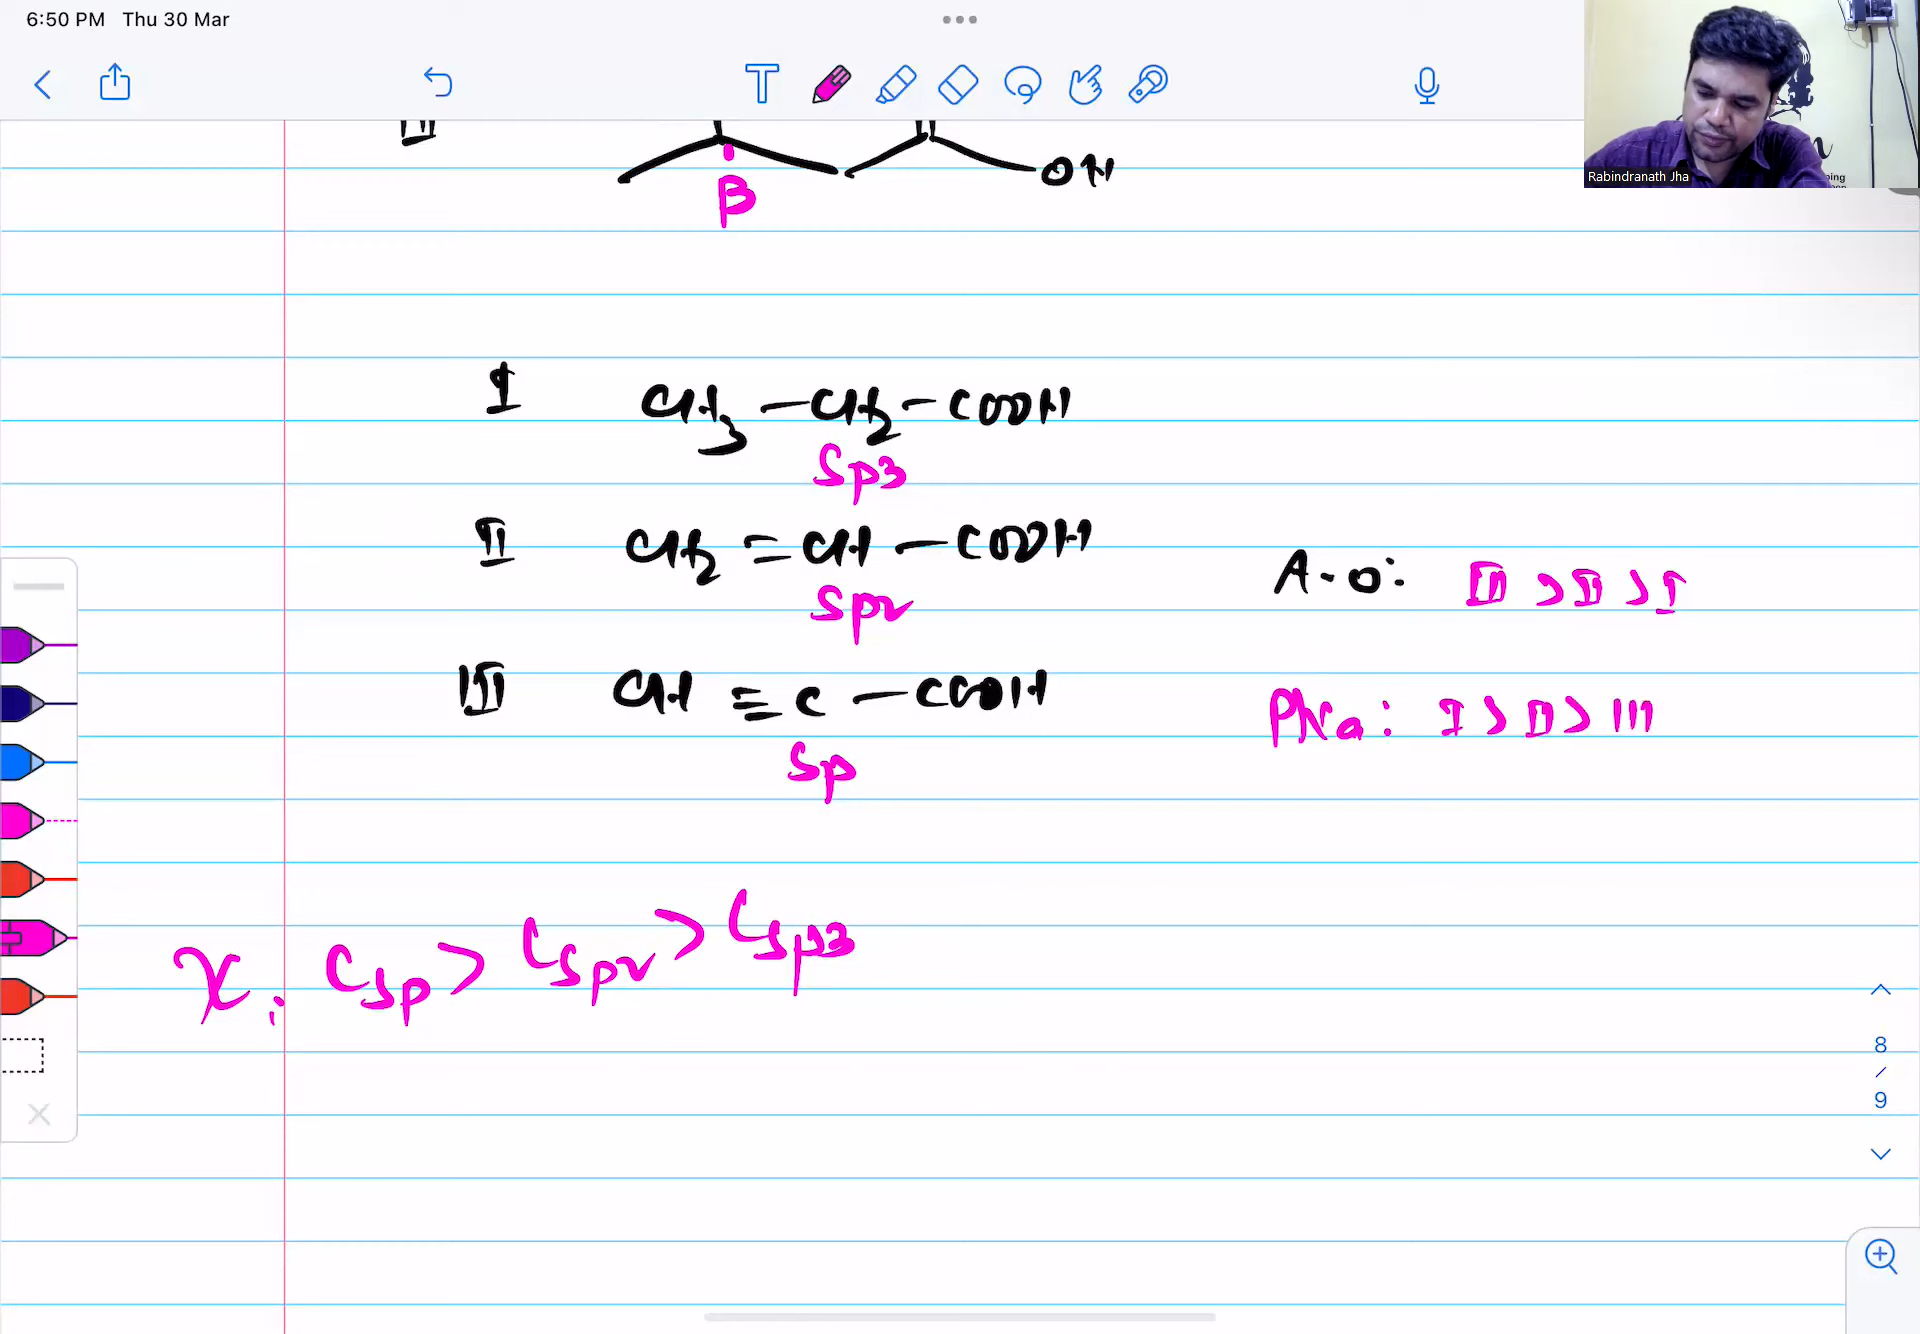 6:50 PM Thu 30 Mar
Rabindranath Jha
III
OH
β
I CH3 - CH2 - COOH
Sp3
II CH2 = CH - COOH
Sp2
A.O: III > II > I
III CH ≡ C - COOH
Sp
PKa: I > II > III
χ: Csp > Csp2 > Csp3
8
/
9